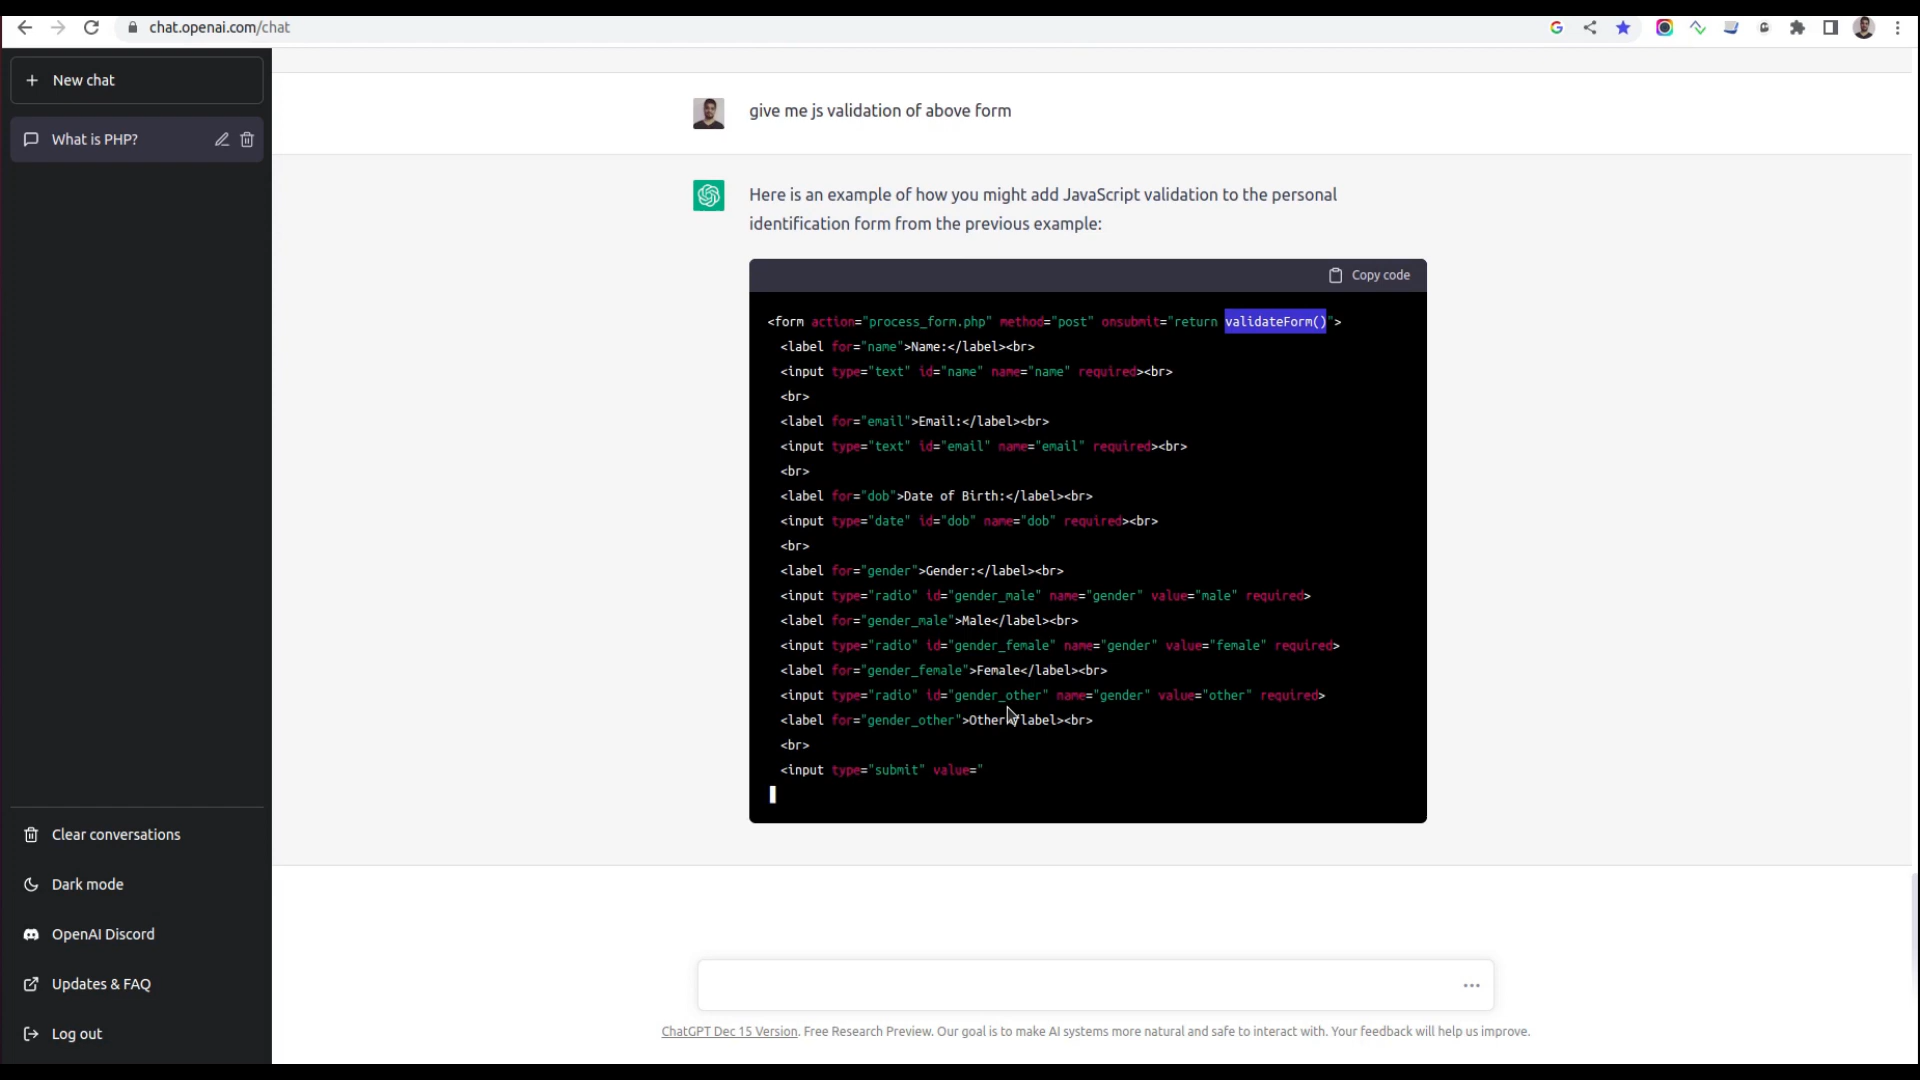 chat.openai.com/chat
New chat
What is PHP?
give me js validation of above form
Here is an example of how you might add JavaScript validation to the personal
identification form from the previous example:
Copy code
<form action="process_form.php" method="post" onsubmit="return validateForm()">
<label for="name">Name:</label><br>
<input type="text" id="name" name="name" required><br>
<br>
<label for="email">Email:</label><br>
<input type="text" id="email" name="email" required><br>
<br>
<label for="dob">Date of Birth:</label><br>
<input type="date" id="dob" name="dob" required><br>
<br>
<label for="gender">Gender:</label><br>
<input type="radio" id="gender_male" name="gender" value="male" required>
<label for="gender_male">Male</label><br>
<input type="radio" id="gender_female" name="gender" value="female" required>
<label for="gender_female">Female</label><br>
<input type="radio" id="gender_other" name="gender" value="other" required>
<label for="gender_other">Other</label><br>
<br>
<input type="submit" value="
Clear conversations
Dark mode
OpenAI Discord
Updates & FAQ
Log out
ChatGPT Dec 15 Version. Free Research Preview. Our goal is to make AI systems more natural and safe to interact with. Your feedback will help us improve.